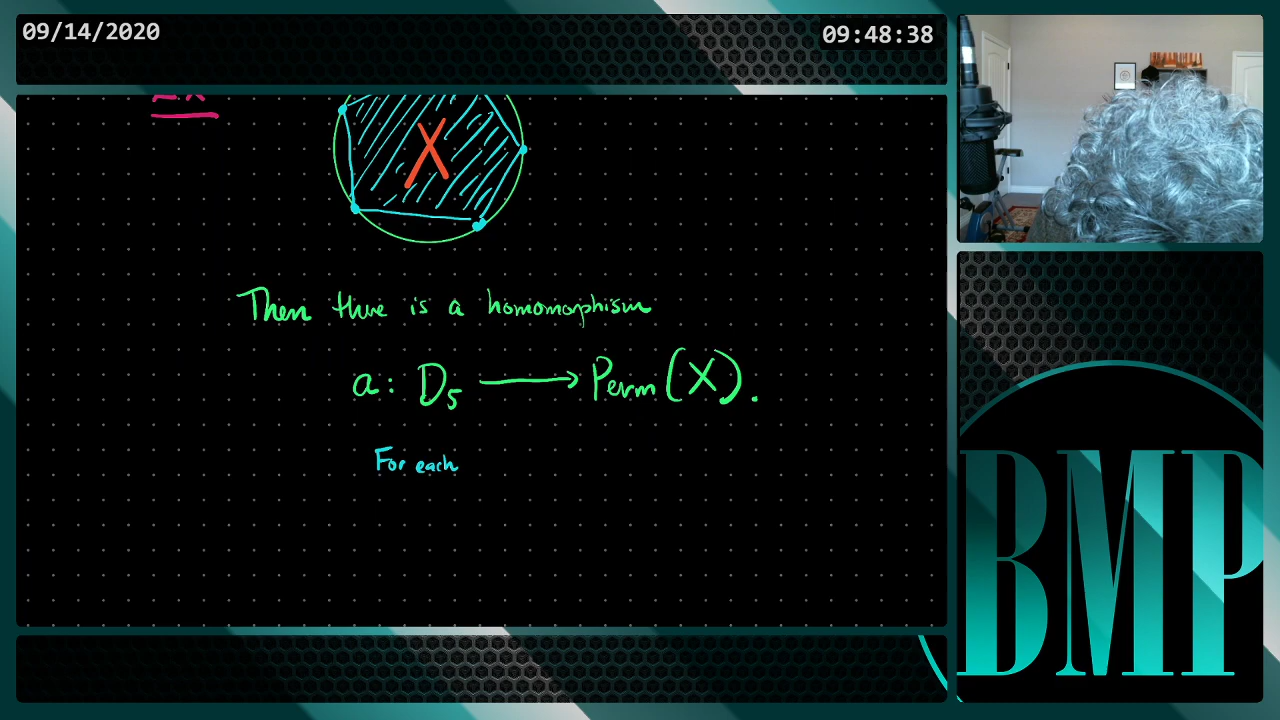 09/14/2020
09:48:38
X
Then there is a homomorphism
a: D5 → Perm(X).
For each
BMP